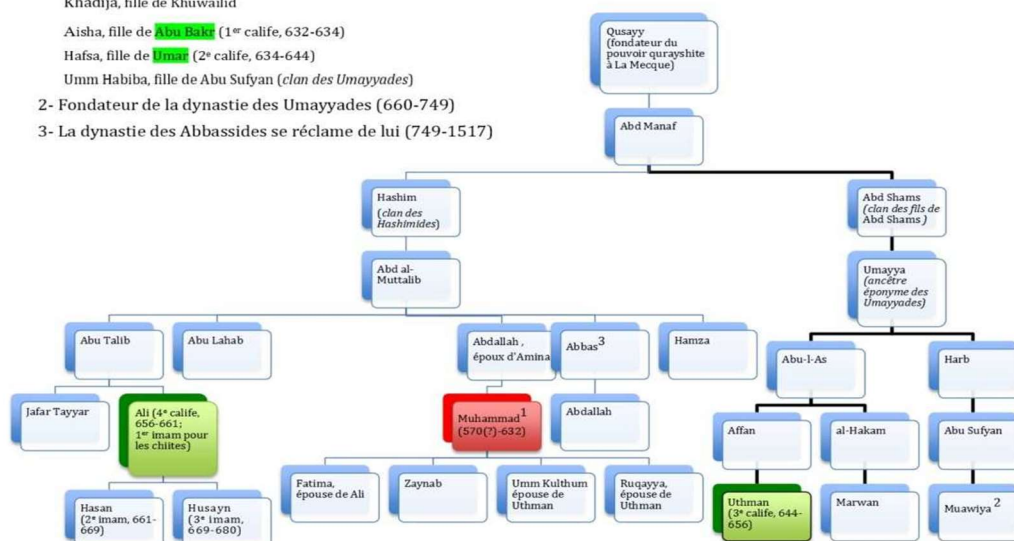 Khadija, fille de Khuwailid
Aisha, fille de Abu Bakr (1er calife, 632-634)
Hafsa, fille de Umar (2e calife, 634-644)
Umm Habiba, fille de Abu Sufyan (clan des Umayyades)
2- Fondateur de la dynastie des Umayyades (660-749)
3- La dynastie des Abbassides se réclame de lui (749-1517)
Qusayy
(fondateur du
pouvoir qurayshite
à La Mecque)
Abd Manaf
Hashim
(clan des
Hashimides)
Abd Shams
(clan des fils de
Abd Shams )
Abd al-
Muttalib
Umayya
(ancêtre
éponyme des
Umayyades)
Abu Talib
Abu Lahab
Abdallah ,
époux d'Amina
Abbas3
Hamza
Abu-l-As
Harb
Jafar Tayyar
Ali (4e calife,
656-661;
1er imam pour
les chiites)
Muhammad1
(570(?)-632)
Abdallah
Affan
al-Hakam
Abu Sufyan
Hasan
(2e imam, 661-
669)
Husayn
(3e imam,
669-680)
Fatima,
épouse de Ali
Zaynab
Umm Kulthum
épouse de
Uthman
Ruqayya,
épouse de
Uthman
Uthman
(3e calife, 644-
656)
Marwan
Muawiya 2